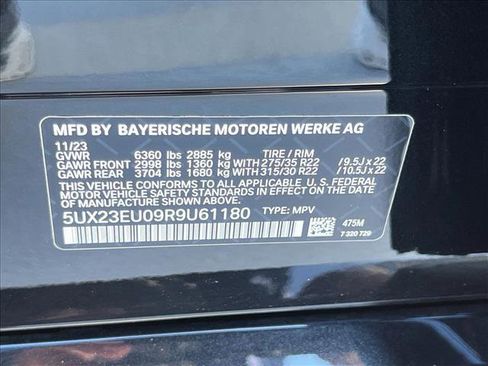 MFD BY BAYERISCHE MOTOREN WERKE AG
11/23
GVWR 6360 lbs 2885 kg TIRE / RIM
GAWR FRONT 2998 lbs 1360 kg WITH 275/35 R22 / 9.5J x 22
GAWR REAR 3704 lbs 1680 kg WITH 315/30 R22 / 10.5J x 22
THIS VEHICLE CONFORMS TO ALL APPLICABLE U.S. FEDERAL
MOTOR VEHICLE SAFETY STANDARDS IN EFFECT
ON THE DATE OF MANUFACTURE SHOWN ABOVE.
5UX23EU09R9U61180 TYPE: MPV
475M
7 320 729